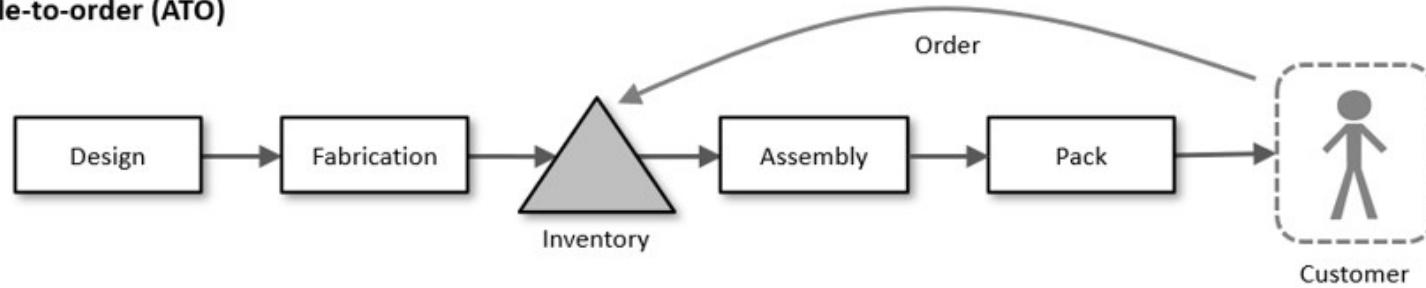 le-to-order (ATO)
Order
Design
Fabrication
Assembly
Pack
Inventory
Customer